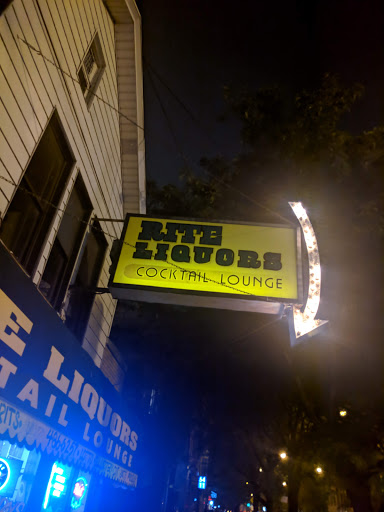 RITE
LIQUORS
COCKTAIL LOUNGE
E LIQUORS
TAIL LOUNGE